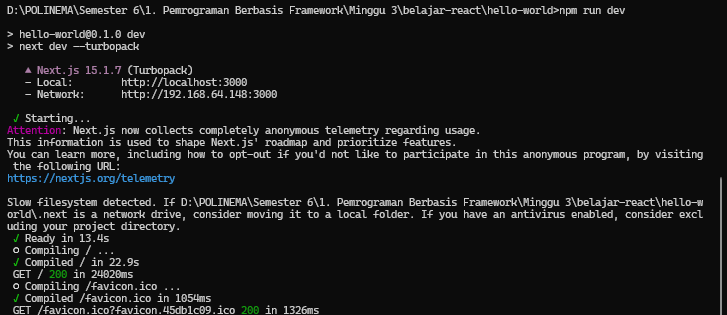 D:\POLINEMA\Semester 6\1. Pemrograman Berbasis Framework\Minggu 3\belajar-react\hello-world>npm run dev
> hello-world@0.1.0 dev
> next dev --turbopack
▲ Next.js 15.1.7 (Turbopack)
- Local: http://localhost:3000
- Network: http://192.168.64.148:3000
✓ Starting...
Attention: Next.js now collects completely anonymous telemetry regarding usage.
This information is used to shape Next.js' roadmap and prioritize features.
You can learn more, including how to opt-out if you'd not like to participate in this anonymous program, by visiting
the following URL:
https://nextjs.org/telemetry
Slow filesystem detected. If D:\POLINEMA\Semester 6\1. Pemrograman Berbasis Framework\Minggu 3\belajar-react\hello-w
orld\.next is a network drive, consider moving it to a local folder. If you have an antivirus enabled, consider excl
uding your project directory.
✓ Ready in 13.4s
○ Compiling / ...
✓ Compiled / in 22.9s
GET / 200 in 24020ms
○ Compiling /favicon.ico ...
✓ Compiled /favicon.ico in 1054ms
GET /favicon.ico?favicon.45db1c09.ico 200 in 1326ms